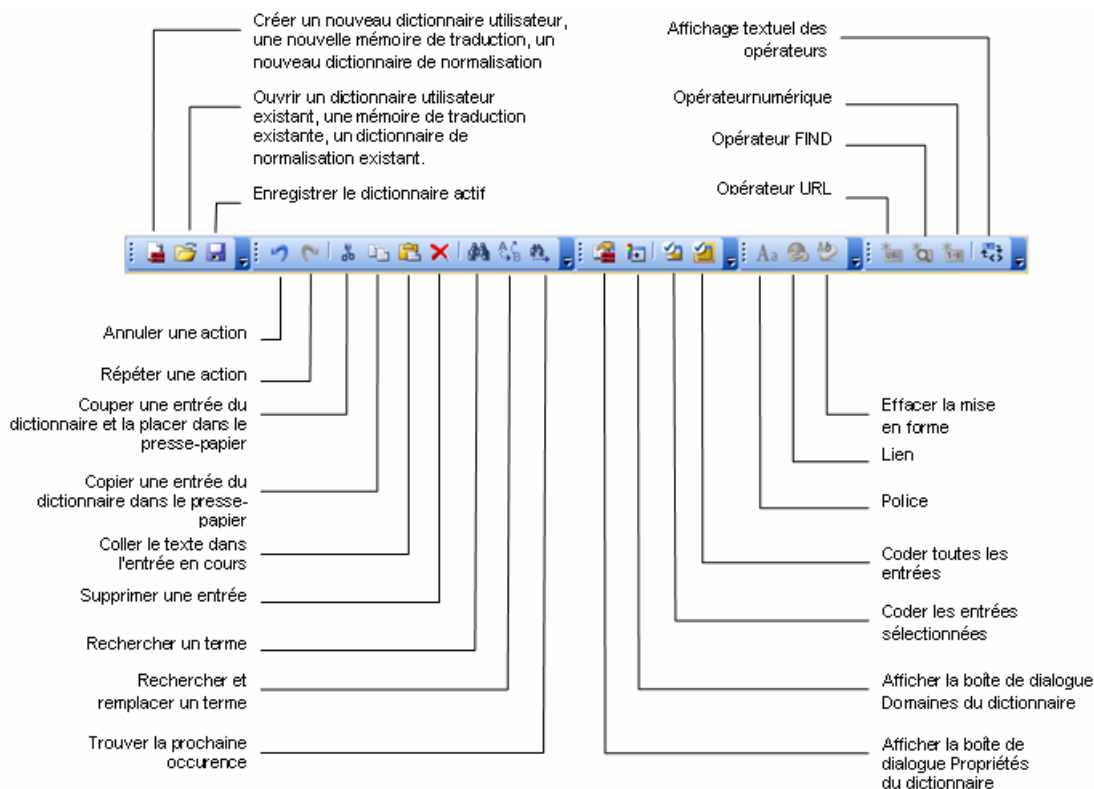 Créer un nouveau dictionnaire utilisateur,
une nouvelle mémoire de traduction, un
nouveau dictionnaire de normalisation
Ouvrir un dictionnaire utilisateur
existant, une mémoire de traduction
existante, un dictionnaire de
normalisation existant.
Enregistrer le dictionnaire actif
Affichage textuel des
opérateurs
Opérateurnumérique
Opérateur FIND
Opérateur URL
Annuler une action
Répéter une action
Couper une entrée du
dictionnaire et la placer dans le
presse-papier
Copier une entrée du
dictionnaire dans le presse-
papier
Coller le texte dans
l'entrée en cours
Supprimer une entrée
Rechercher un terme
Rechercher et
remplacer un terme
Trouver la prochaine
occurence
Effacer la mise
en forme
Lien
Police
Coder toutes les
entrées
Coder les entrées
sélectionnées
Afficher la boîte de dialogue
Domaines du dictionnaire
Afficher la boîte de
dialogue Propriétés
du dictionnaire